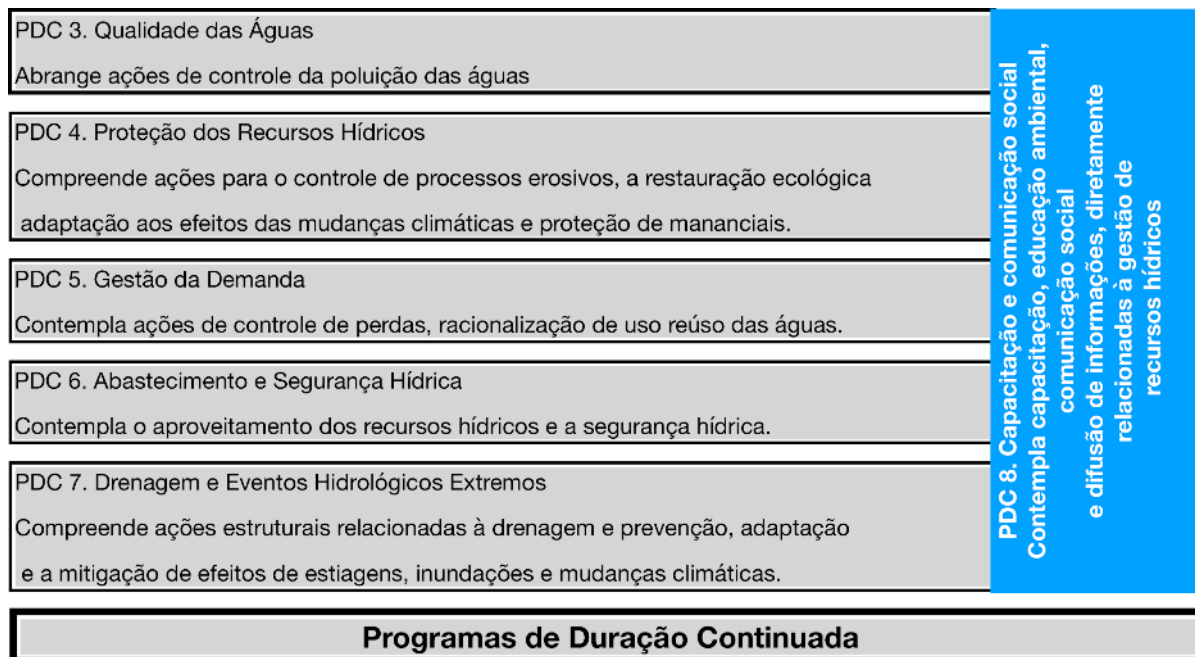 PDC 3. Qualidade das Águas
Abrange ações de controle da poluição das águas
PDC 4. Proteção dos Recursos Hídricos
Compreende ações para o controle de processos erosivos, a restauração ecológica
adaptação aos efeitos das mudanças climáticas e proteção de mananciais.
PDC 5. Gestão da Demanda
Contempla ações de controle de perdas, racionalização de uso reúso das águas.
PDC 6. Abastecimento e Segurança Hídrica
Contempla o aproveitamento dos recursos hídricos e a segurança hídrica.
PDC 7. Drenagem e Eventos Hidrológicos Extremos
Compreende ações estruturais relacionadas à drenagem e prevenção, adaptação
e a mitigação de efeitos de estiagens, inundações e mudanças climáticas.
PDC 8. Capacitação e comunicação social
Contempla capacitação, educação ambiental,
comunicação social
e difusão de informações, diretamente
relacionadas à gestão de
recursos hídricos
Programas de Duração Continuada